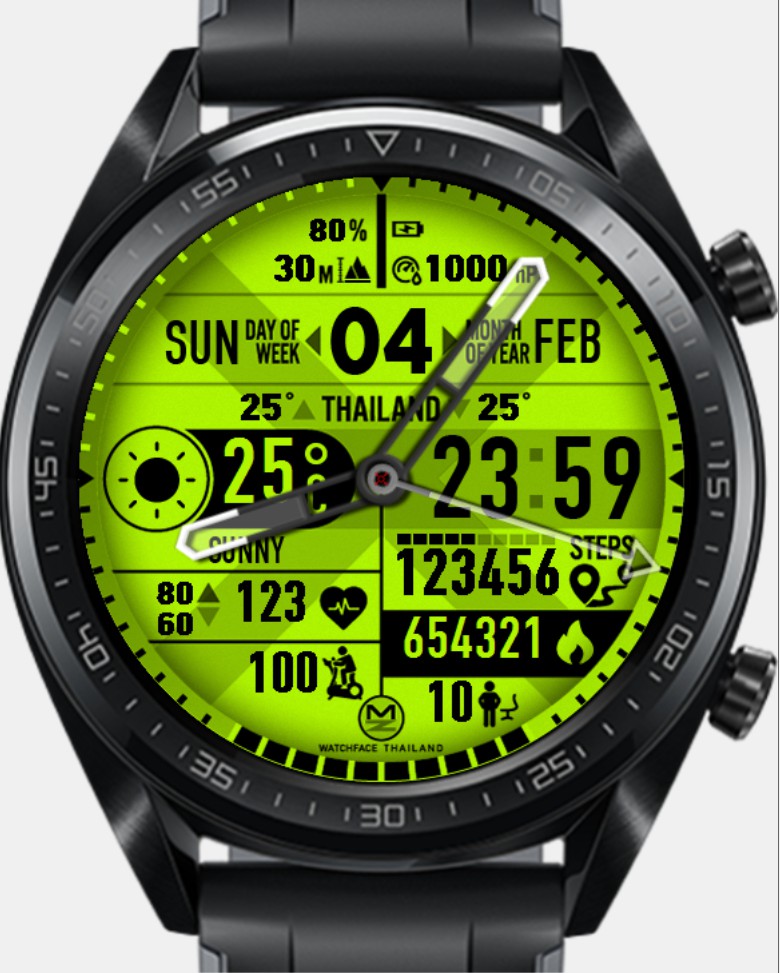 80%
30 M 1000 hP
SUN DAY OF WEEK 04 MONTH OF YEAR FEB
25° THAILAND 25°
25° 23:59
SUNNY STEPS
123456
80 60 123
654321
100
10
M
WATCHFACE THAILAND
05
10
15
20
25
30
35
40
45
50
55